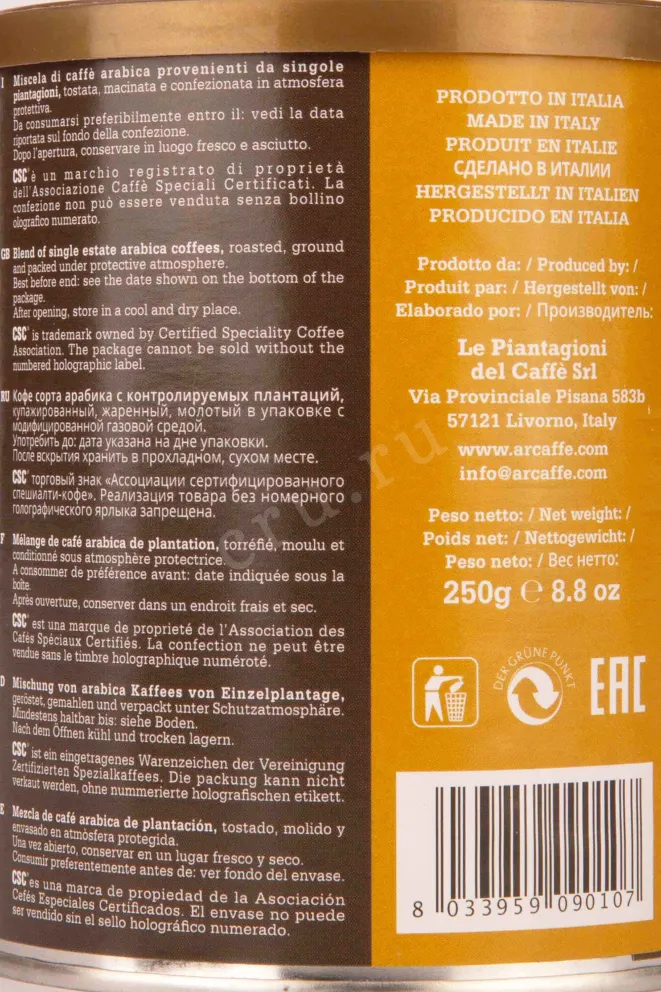 I Miscela di caffè arabica provenienti da singole
piantagioni, tostata, macinata e confezionata in atmosfera
protettiva.
Da consumarsi preferibilmente entro il: vedi la data
riportata sul fondo della confezione.
Dopo l'apertura, conservare in luogo fresco e asciutto.
CSC® è un marchio registrato di proprietà
dell'Associazione Caffè Speciali Certificati. La
confezione non può essere venduta senza bollino
olografico numerato.
GB Blend of single estate arabica coffees, roasted, ground
and packed under protective atmosphere.
Best before end: see the date shown on the bottom of the
package.
After opening, store in a cool and dry place.
CSC® is trademark owned by Certified Speciality Coffee
Association. The package cannot be sold without the
numbered holographic label.
RU Кофе сорта арабика с контролируемых плантаций,
купажированный, жаренный, молотый в упаковке с
модифицированной газовой средой.
Употребить до: дата указана на дне упаковки.
После вскрытия хранить в прохладном, сухом месте.
CSC® торговый знак «Ассоциации сертифицированного
спешиалти-кофе». Реализация товара без номерного
голографического ярлыка запрещена.
F Mélange de café arabica de plantation, torréfié, moulu et
conditionné sous atmosphère protectrice.
A consommer de préférence avant: date indiquée sous la
boîte.
Après ouverture, conserver dans un endroit frais et sec.
CSC® est une marque de proprieté de l'Association des
Cafés Spéciaux Certifiés. La confection ne peut être
vendue sans le timbre holographique numéroté.
D Mischung von arabica Kaffees von Einzelplantage,
geröstet, gemahlen und verpackt unter Schutzatmosphäre.
Mindestens haltbar bis: siehe Boden.
Nach dem Öffnen kühl und trocken lagern.
CSC® ist ein eingetragenes Warenzeichen der Vereinigung
Zertifizierten Spezialkaffees. Die packung kann nicht
verkaut werden, ohne nummerierte holografischen etikett.
E Mezcla de café arabica de plantación, tostado, molido y
envasado en atmòsfera protegida.
Una vez abierto, conservar en un lugar fresco y seco.
Consumir preferentemente antes de: ver fondo del envase.
CSC® es una marca de propiedad de la Asociación
Cefés Especiales Certificados. El envase no puede
ser vendido sin el sello holográfico numerado.
PRODOTTO IN ITALIA
MADE IN ITALY
PRODUIT EN ITALIE
СДЕЛАНО В ИТАЛИИ
HERGESTELLT IN ITALIEN
PRODUCIDO EN ITALIA
Prodotto da: / Produced by: /
Produit par: / Hergestellt von: /
Elaborado por: / Производитель:
Le Piantagioni
del Caffè Srl
Via Provinciale Pisana 583b
57121 Livorno, Italy
www.arcaffe.com
info@arcaffe.com
Peso netto: / Net weight: /
Poids net: / Nettogewicht: /
Peso neto: / Вес нетто:
250g ℮ 8.8 oz
DER GRÜNE PUNKT
EAC
8 033959 090107